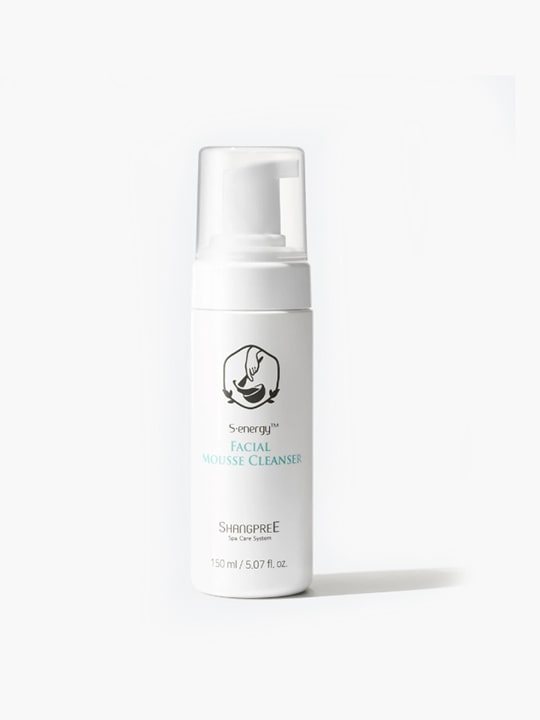 S·energy™
FACIAL
MOUSSE CLEANSER
SHANGPREE
Spa Care System
150 ml / 5.07 fl. oz.